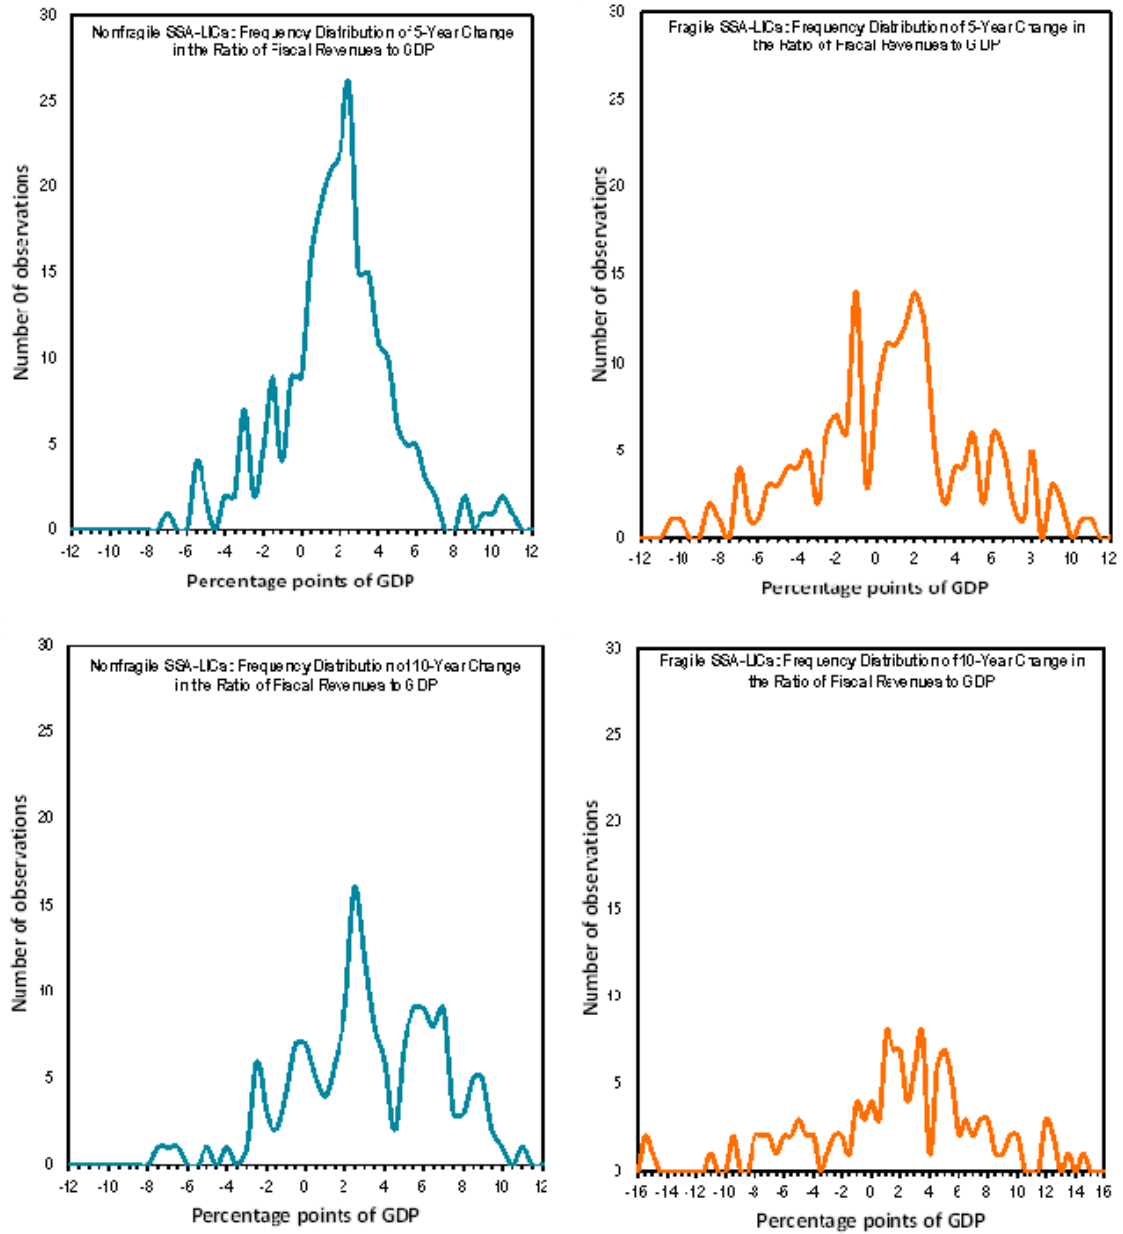 Nonfragile SSA-LICs: Frequency Distribution of 5-Year Change
in the Ratio of Fiscal Revenues to GDP
30
25
20
15
10
5
0
Number Of observations
-12 -10 -8 -6 -4 -2 0 2 4 6 8 10 12
Percentage points of GDP
Fragile SSA-LICs: Frequency Distribution of 5-Year Change in
the Ratio of Fiscal Revenues to GDP
30
25
20
15
10
5
0
Number of observations
-12 -10 -8 -6 -4 -2 0 2 4 6 8 10 12
Percentage points of GDP
Nonfragile SSA-LICs: Frequency Distribution of 10-Year Change
in the Ratio of Fiscal Revenues to GDP
30
25
20
15
10
5
0
Number of observations
-12 -10 -8 -6 -4 -2 0 2 4 6 8 10 12
Percentage points of GDP
Fragile SSA-LICs: Frequency Distribution of 10-Year Change in
the Ratio of Fiscal Revenues to GDP
30
25
20
15
10
5
0
Number of observations
-16 -14 -12 -10 -8 -6 -4 -2 0 2 4 6 8 10 12 14 16
Percentage points of GDP